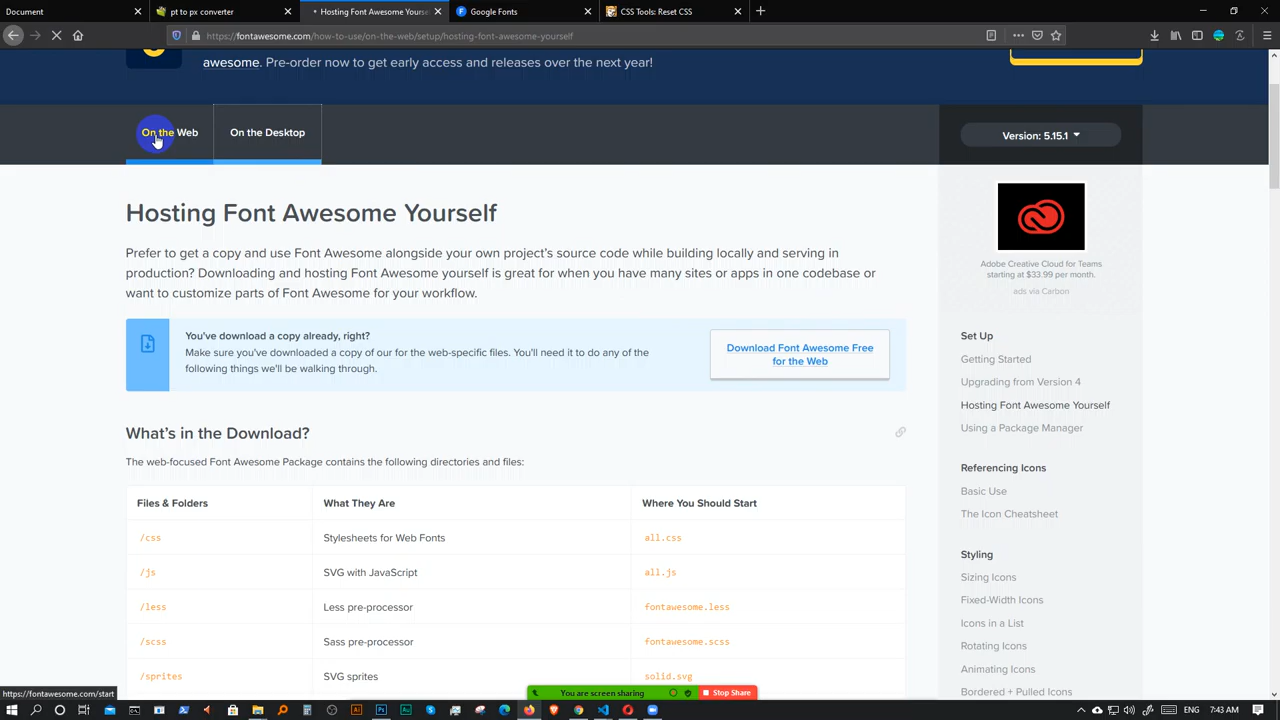 Document
pt to px converter
Hosting Font Awesome Yourse
Google Fonts
CSS Tools: Reset CSS
https://fontawesome.com/how-to-use/on-the-web/setup/hosting-font-awesome-yourself
awesome. Pre-order now to get early access and releases over the next year!
On the Web
On the Desktop
Version: 5.15.1
Hosting Font Awesome Yourself
Prefer to get a copy and use Font Awesome alongside your own project's source code while building locally and serving in
production? Downloading and hosting Font Awesome yourself is great for when you have many sites or apps in one codebase or
want to customize parts of Font Awesome for your workflow.
You've download a copy already, right?
Make sure you've downloaded a copy of our for the web-specific files. You'll need it to do any of the
following things we'll be walking through.
Download Font Awesome Free
for the Web
What's in the Download?
The web-focused Font Awesome Package contains the following directories and files:
Files & Folders
What They Are
Where You Should Start
/css
Stylesheets for Web Fonts
all.css
/js
SVG with JavaScript
all.js
/less
Less pre-processor
fontawesome.less
/scss
Sass pre-processor
fontawesome.scss
/sprites
SVG sprites
solid.svg
Adobe Creative Cloud for Teams
starting at $33.99 per month.
ads via Carbon
Set Up
Getting Started
Upgrading from Version 4
Hosting Font Awesome Yourself
Using a Package Manager
Referencing Icons
Basic Use
The Icon Cheatsheet
Styling
Sizing Icons
Fixed-Width Icons
Icons in a List
Rotating Icons
Animating Icons
Bordered + Pulled Icons
https://fontawesome.com/start
You are screen sharing
Stop Share
ENG
7:43 AM